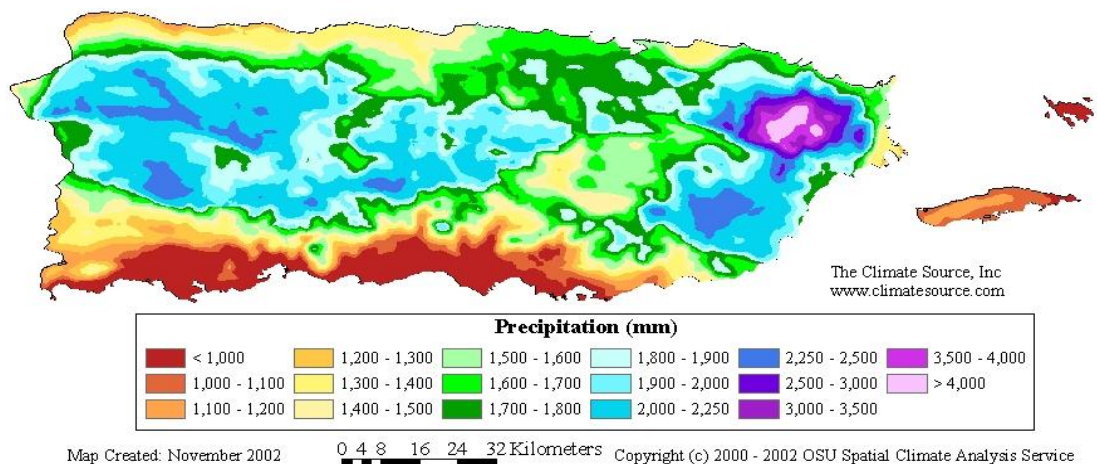 The Climate Source, Inc
www.climatesource.com
Precipitation (mm)
< 1,000 1,200 - 1,300 1,500 - 1,600 1,800 - 1,900 2,250 - 2,500 3,500 - 4,000
1,000 - 1,100 1,300 - 1,400 1,600 - 1,700 1,900 - 2,000 2,500 - 3,000 > 4,000
1,100 - 1,200 1,400 - 1,500 1,700 - 1,800 2,000 - 2,250 3,000 - 3,500
Map Created: November 2002 0 4 8 16 24 32 Kilometers Copyright (c) 2000 - 2002 OSU Spatial Climate Analysis Service